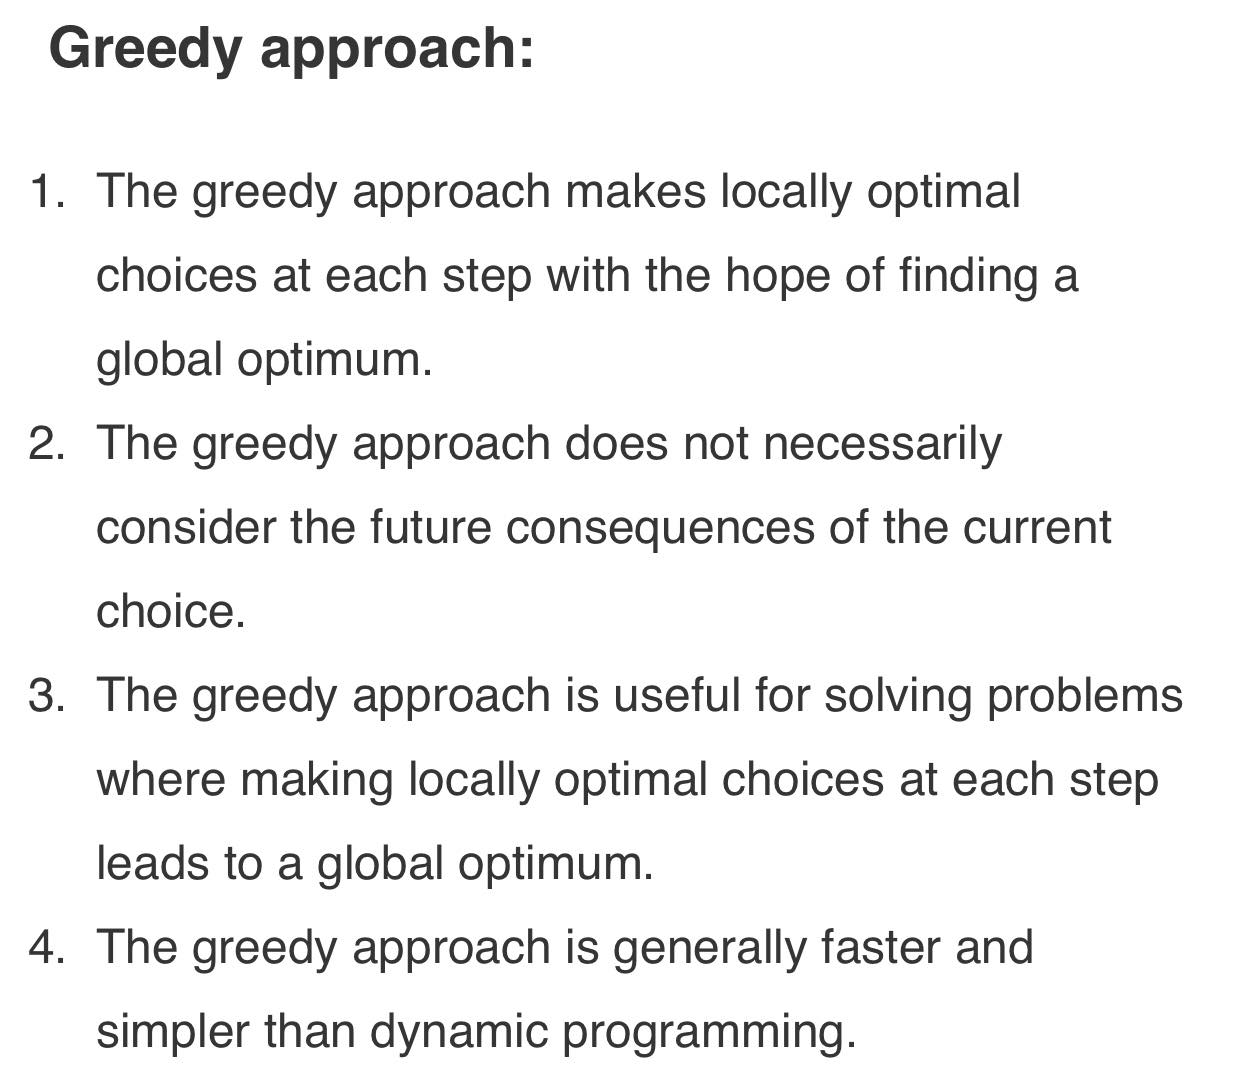 Greedy approach:
1. The greedy approach makes locally optimal
choices at each step with the hope of finding a
global optimum.
2. The greedy approach does not necessarily
consider the future consequences of the current
choice.
3. The greedy approach is useful for solving problems
where making locally optimal choices at each step
leads to a global optimum.
4. The greedy approach is generally faster and
simpler than dynamic programming.